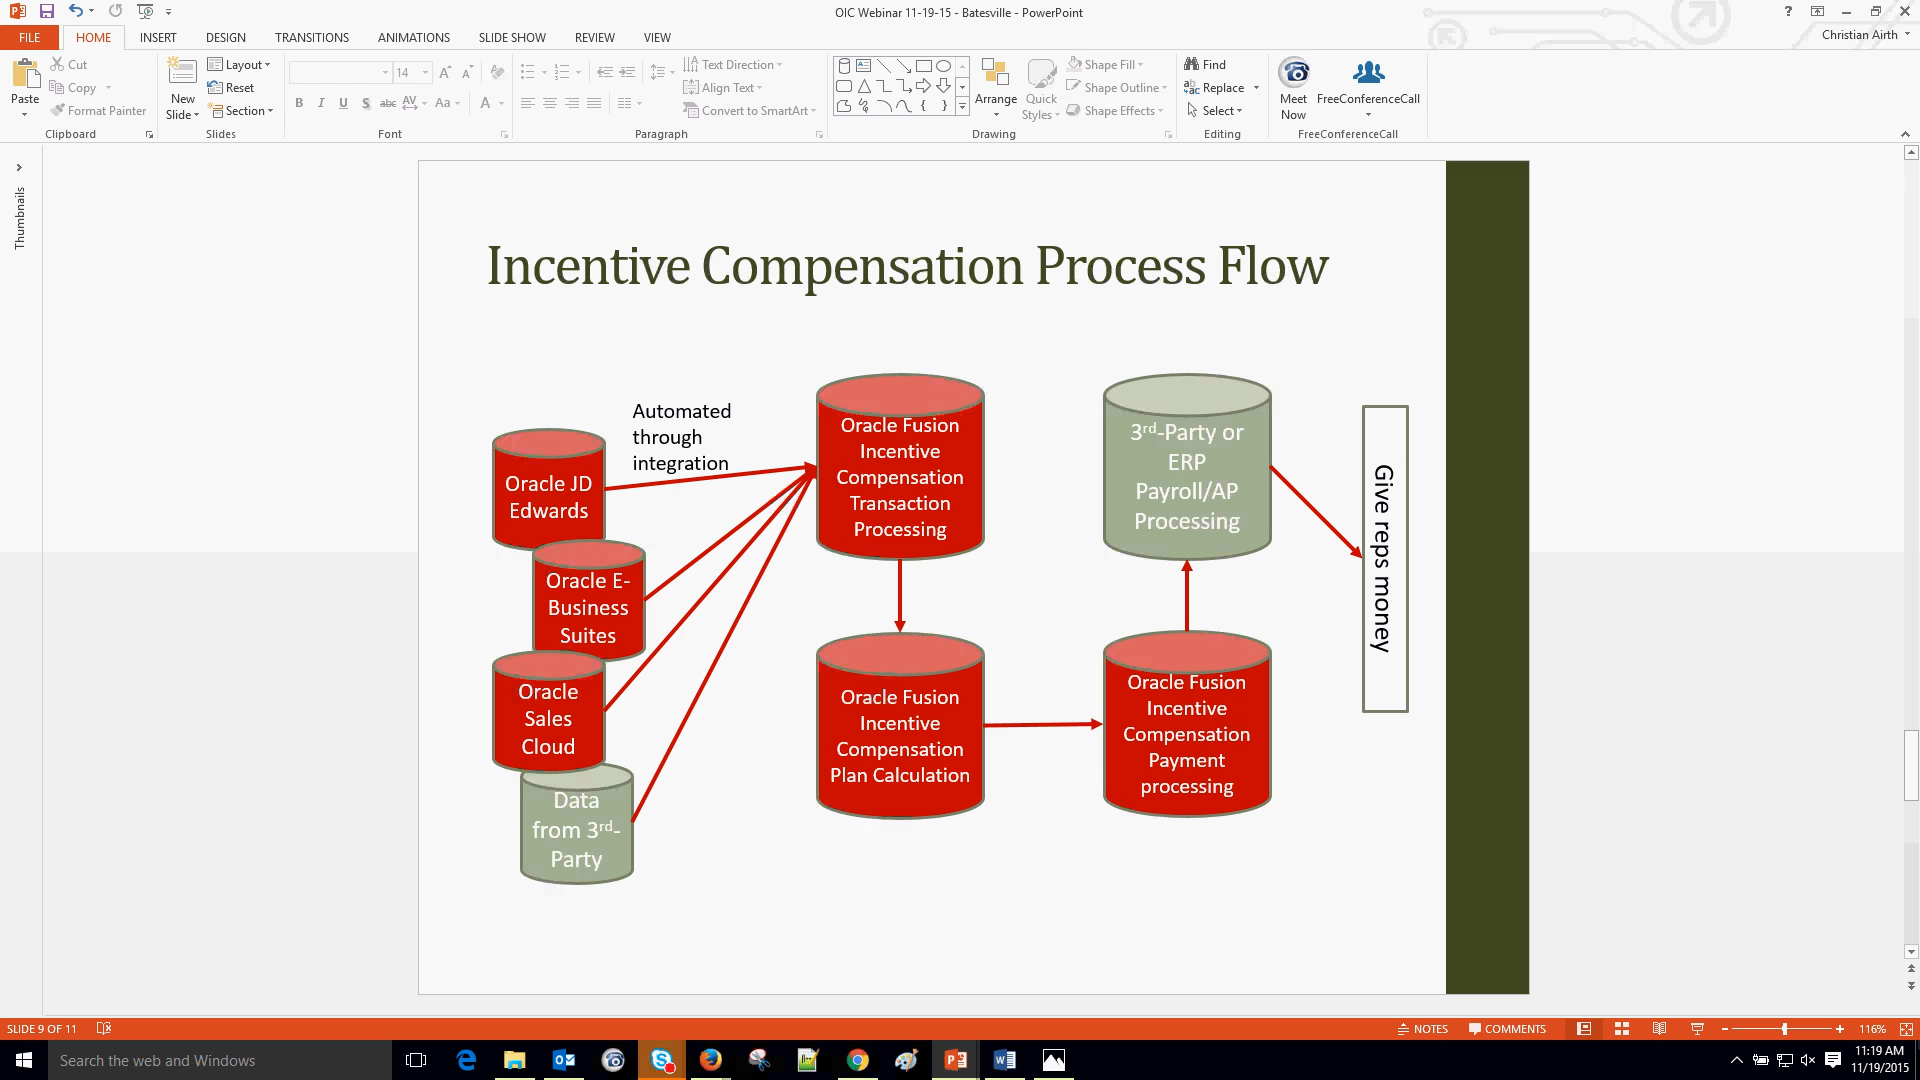 OIC Webinar 11-19-15 - Batesville - PowerPoint
FILE
HOME
INSERT
DESIGN
TRANSITIONS
ANIMATIONS
SLIDE SHOW
REVIEW
VIEW
Christian Airth
Paste
Cut
Copy
Format Painter
Clipboard
New
Slide
Layout
Reset
Section
Slides
14
Font
Text Direction
Align Text
Convert to SmartArt
Paragraph
Arrange
Quick
Styles
Shape Fill
Shape Outline
Shape Effects
Drawing
Find
Replace
Select
Editing
Meet
Now
FreeConferenceCall
FreeConferenceCall
Thumbnails
Incentive Compensation Process Flow
Automated
through
integration
Oracle JD
Edwards
Oracle E-
Business
Suites
Oracle
Sales
Cloud
Data
from 3rd-
Party
Oracle Fusion
Incentive
Compensation
Transaction
Processing
Oracle Fusion
Incentive
Compensation
Plan Calculation
Oracle Fusion
Incentive
Compensation
Payment
processing
3rd-Party or
ERP
Payroll/AP
Processing
Give reps money
SLIDE 9 OF 11
NOTES
COMMENTS
116%
Search the web and Windows
11:19 AM
11/19/2015